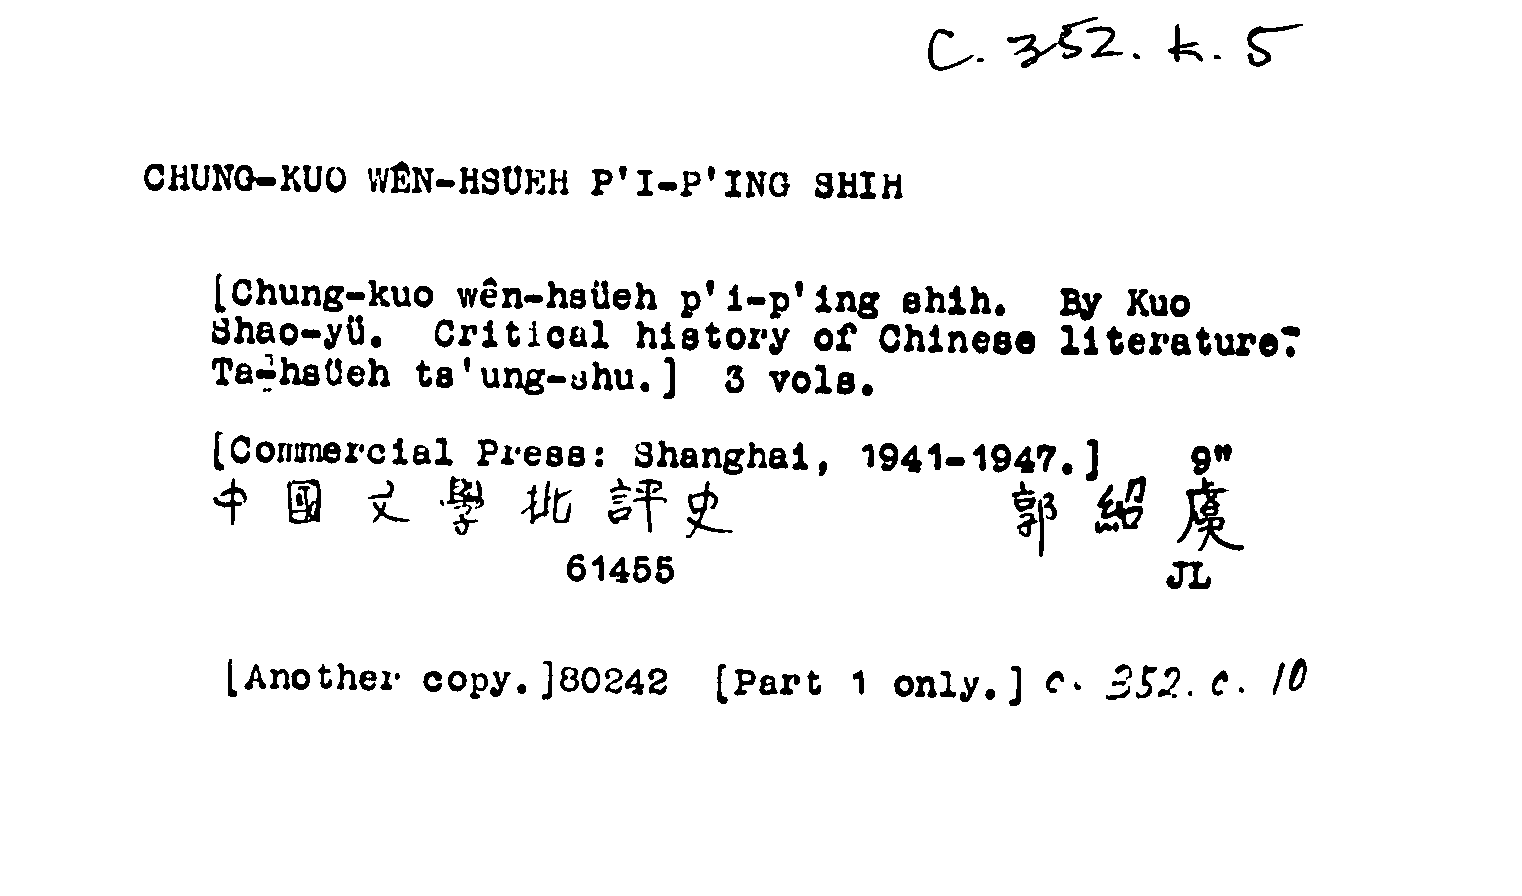 C. 352. k. 5
CHUNG-KUO WÊN-HSÜEH P'I-P'ING SHIH
[Chung-kuo wên-hsüeh p'i-p'ing shih. By Kuo
Shao-yü. Critical history of Chinese literature.
Ta-hsüeh ts'ung-shu.] 3 vols.
[Commercial Press: Shanghai, 1941-1947.] 9"
中國文學批評史 郭紹虞
61455 JL
[Another copy.]80242 [Part 1 only.] c. 352. c. 10